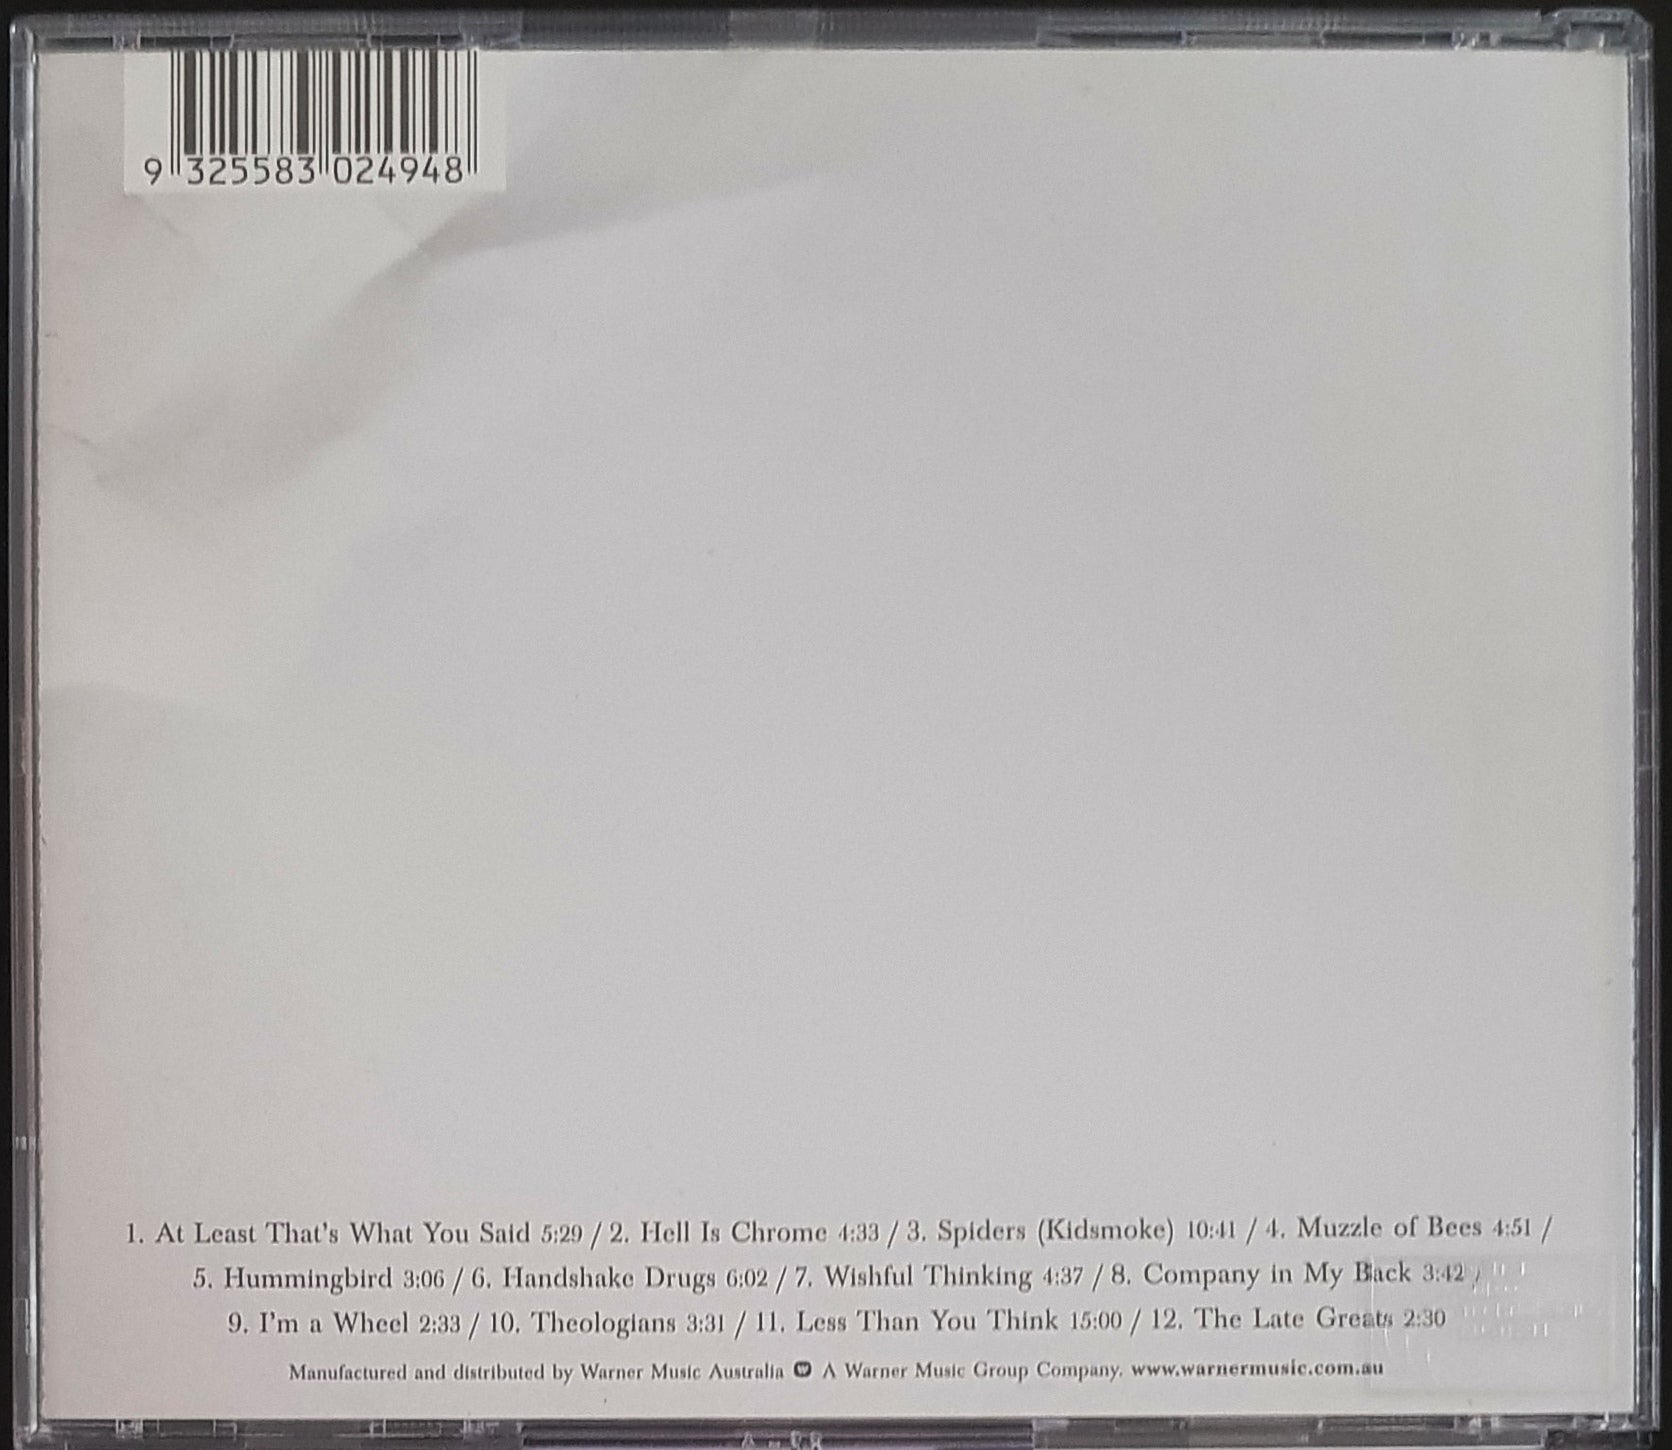 9 325583 024948
1. At Least That's What You Said 5:29 / 2. Hell Is Chrome 4:33 / 3. Spiders (Kidsmoke) 10:41 / 4. Muzzle of Bees 4:51 /
5. Hummingbird 3:06 / 6. Handshake Drugs 6:02 / 7. Wishful Thinking 4:37 / 8. Company in My Back 3:42 /
9. I'm a Wheel 2:33 / 10. Theologians 3:31 / 11. Less Than You Think 15:00 / 12. The Late Greats 2:30
Manufactured and distributed by Warner Music Australia W A Warner Music Group Company. www.warnermusic.com.au